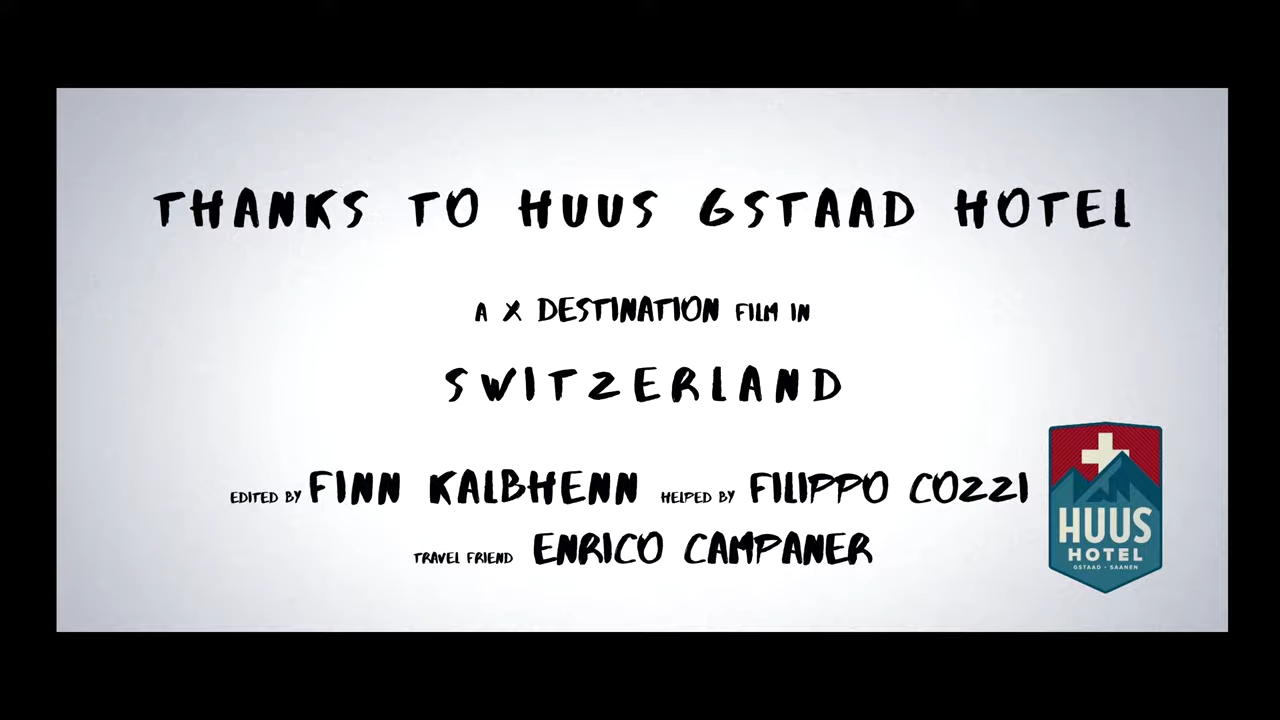 THANKS TO HUUS GSTAAD HOTEL
A X DESTINATION FILM IN
SWITZERLAND
EDITED BY FINN KALBHENN HELPED BY FILIPPO COZZI
TRAVEL FRIEND ENRICO CAMPANER
HUUS
HOTEL
GSTAAD · SAANEN